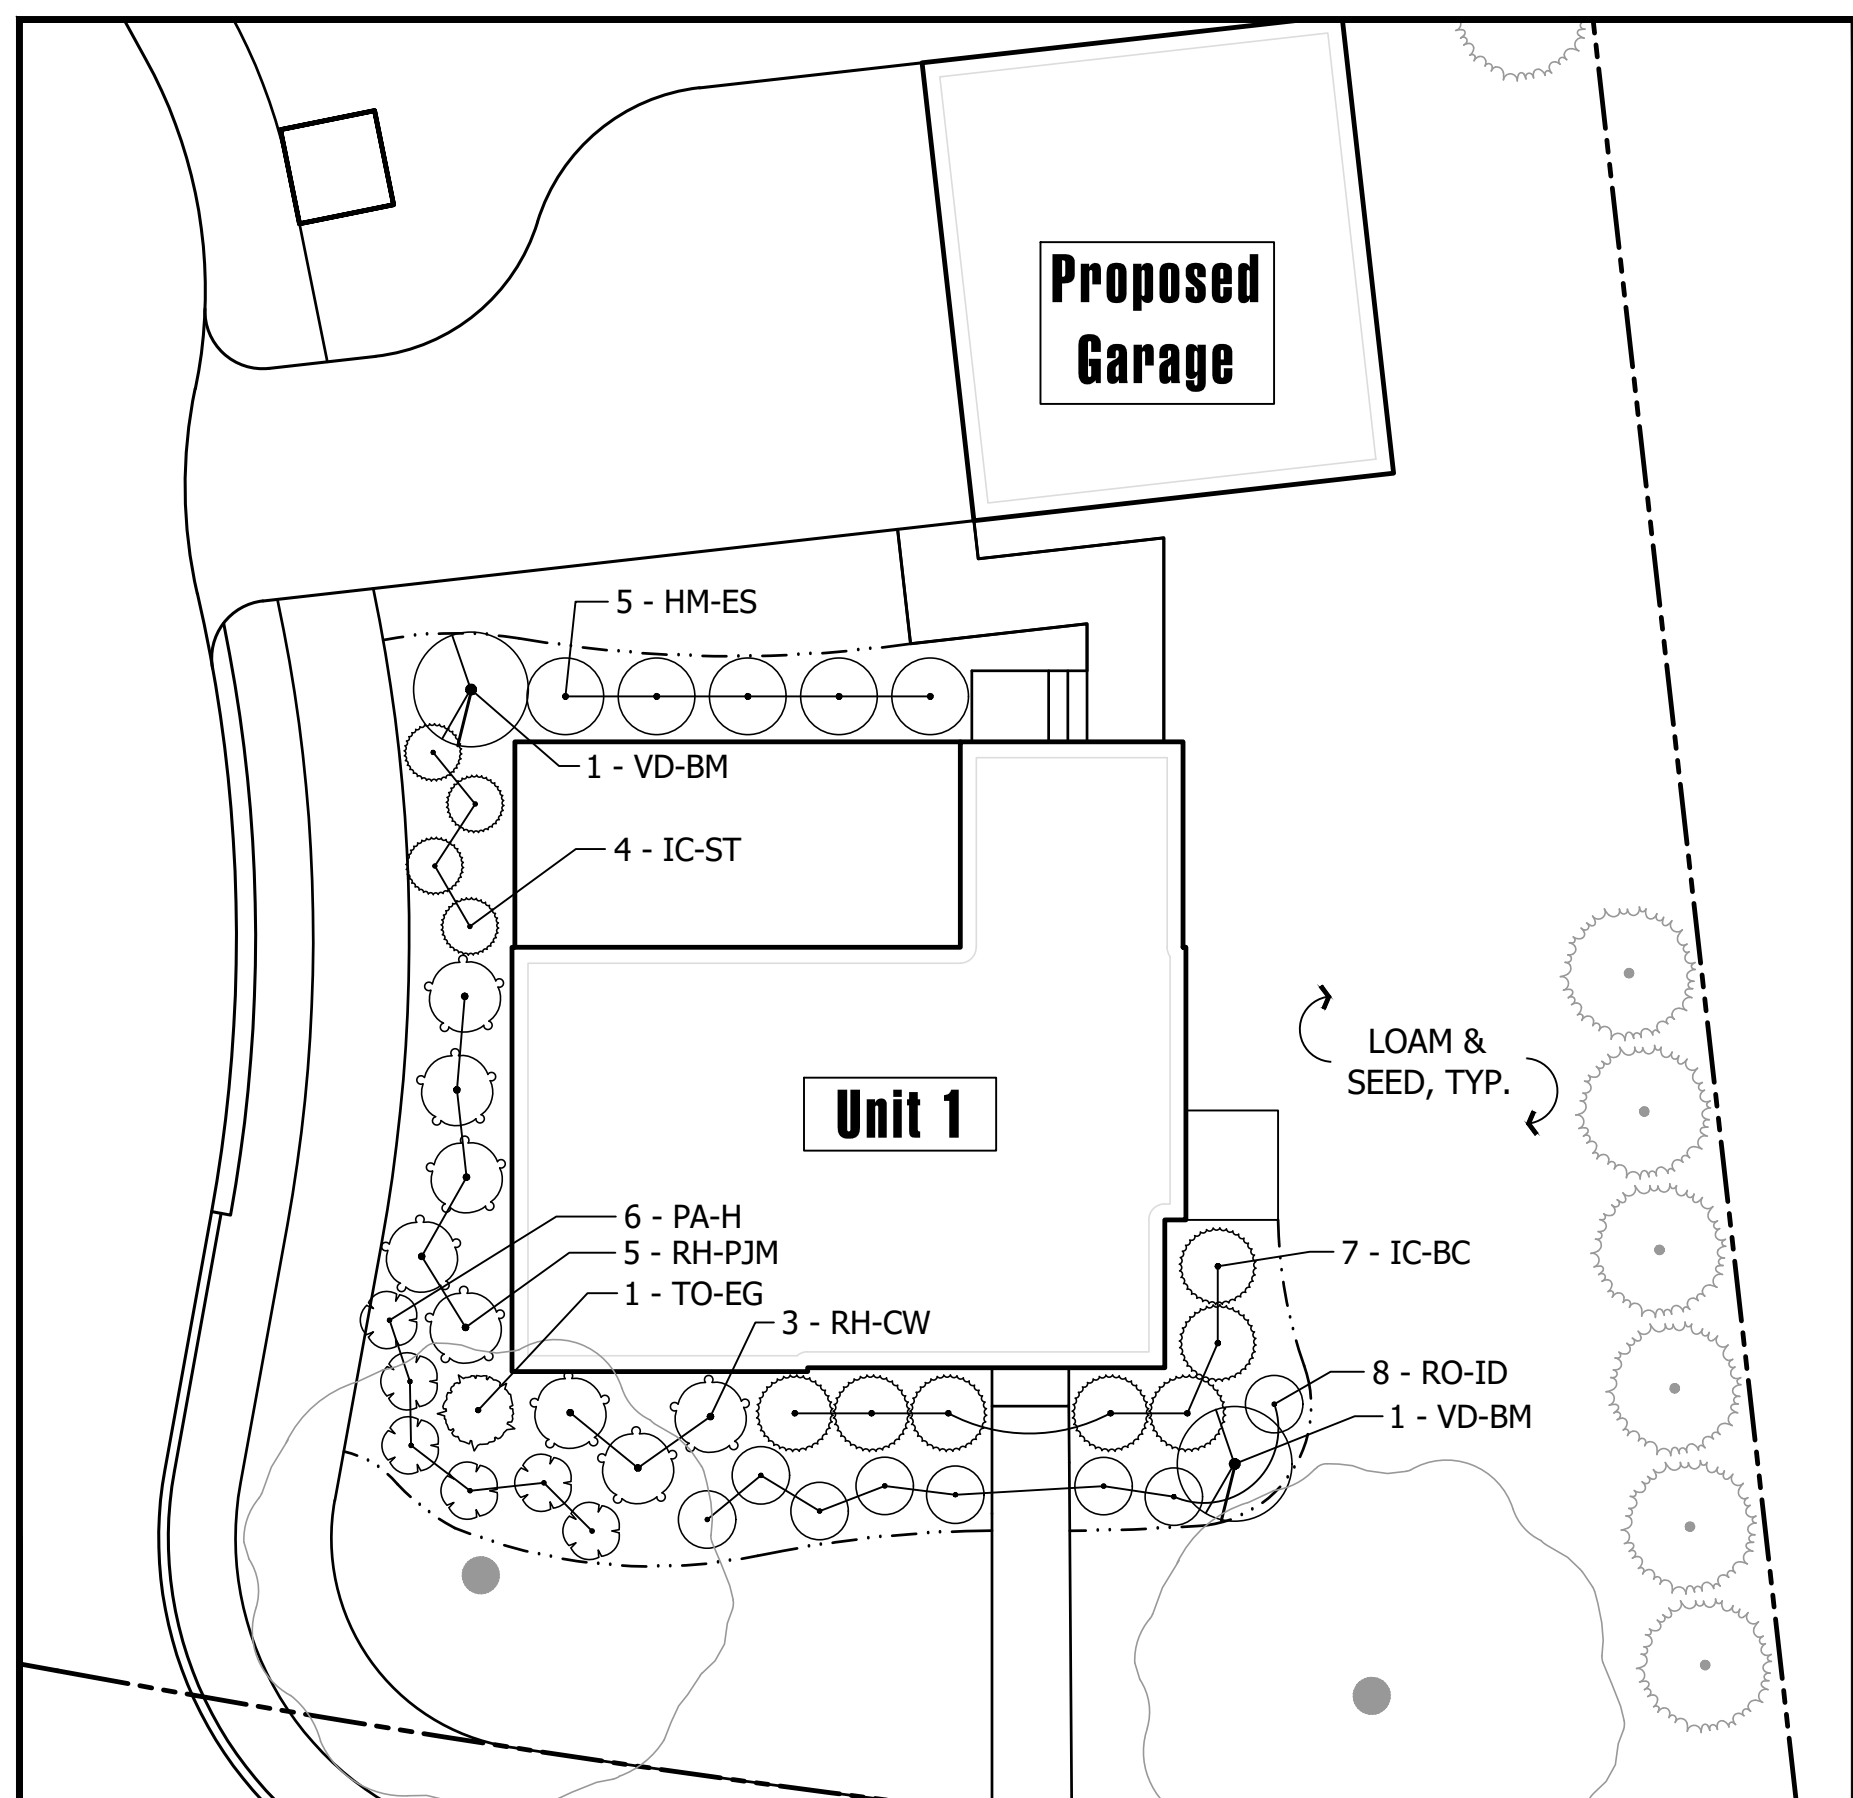 Proposed
Garage
5 - HM-ES
1 - VD-BM
4 - IC-ST
LOAM &
SEED, TYP.
Unit 1
6 - PA-H
5 - RH-PJM
1 - TO-EG
3 - RH-CW
7 - IC-BC
8 - RO-ID
1 - VD-BM